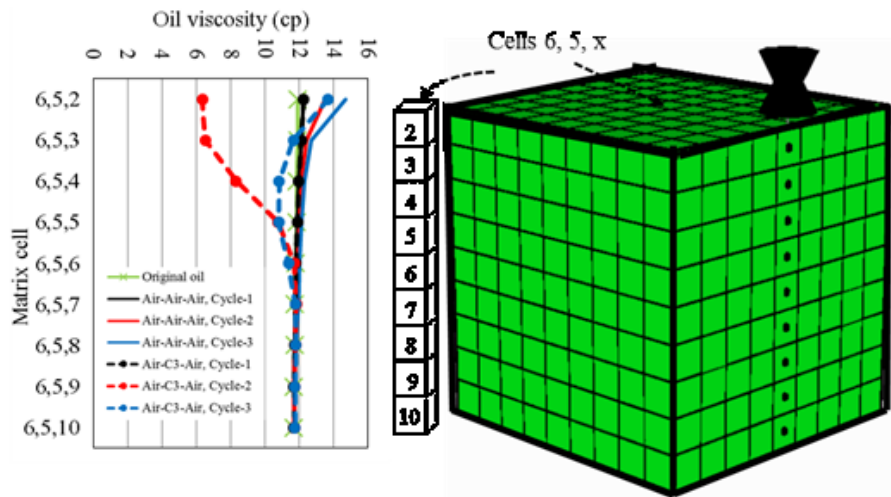 Oil viscosity (cp)
0 2 4 6 8 10 12 14 16
Matrix cell
6,5,2
6,5,3
6,5,4
6,5,5
6,5,6
6,5,7
6,5,8
6,5,9
6,5,10
Original oil
Air-Air-Air, Cycle-1
Air-Air-Air, Cycle-2
Air-Air-Air, Cycle-3
Air-C3-Air, Cycle-1
Air-C3-Air, Cycle-2
Air-C3-Air, Cycle-3
Cells 6, 5, x
2
3
4
5
6
7
8
9
10